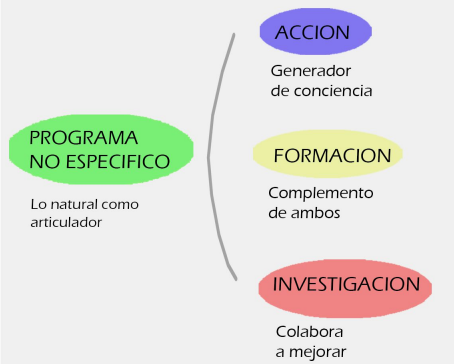 PROGRAMA
NO ESPECIFICO
Lo natural como
articulador
ACCION
Generador
de conciencia
FORMACION
Complemento
de ambos
INVESTIGACION
Colabora
a mejorar